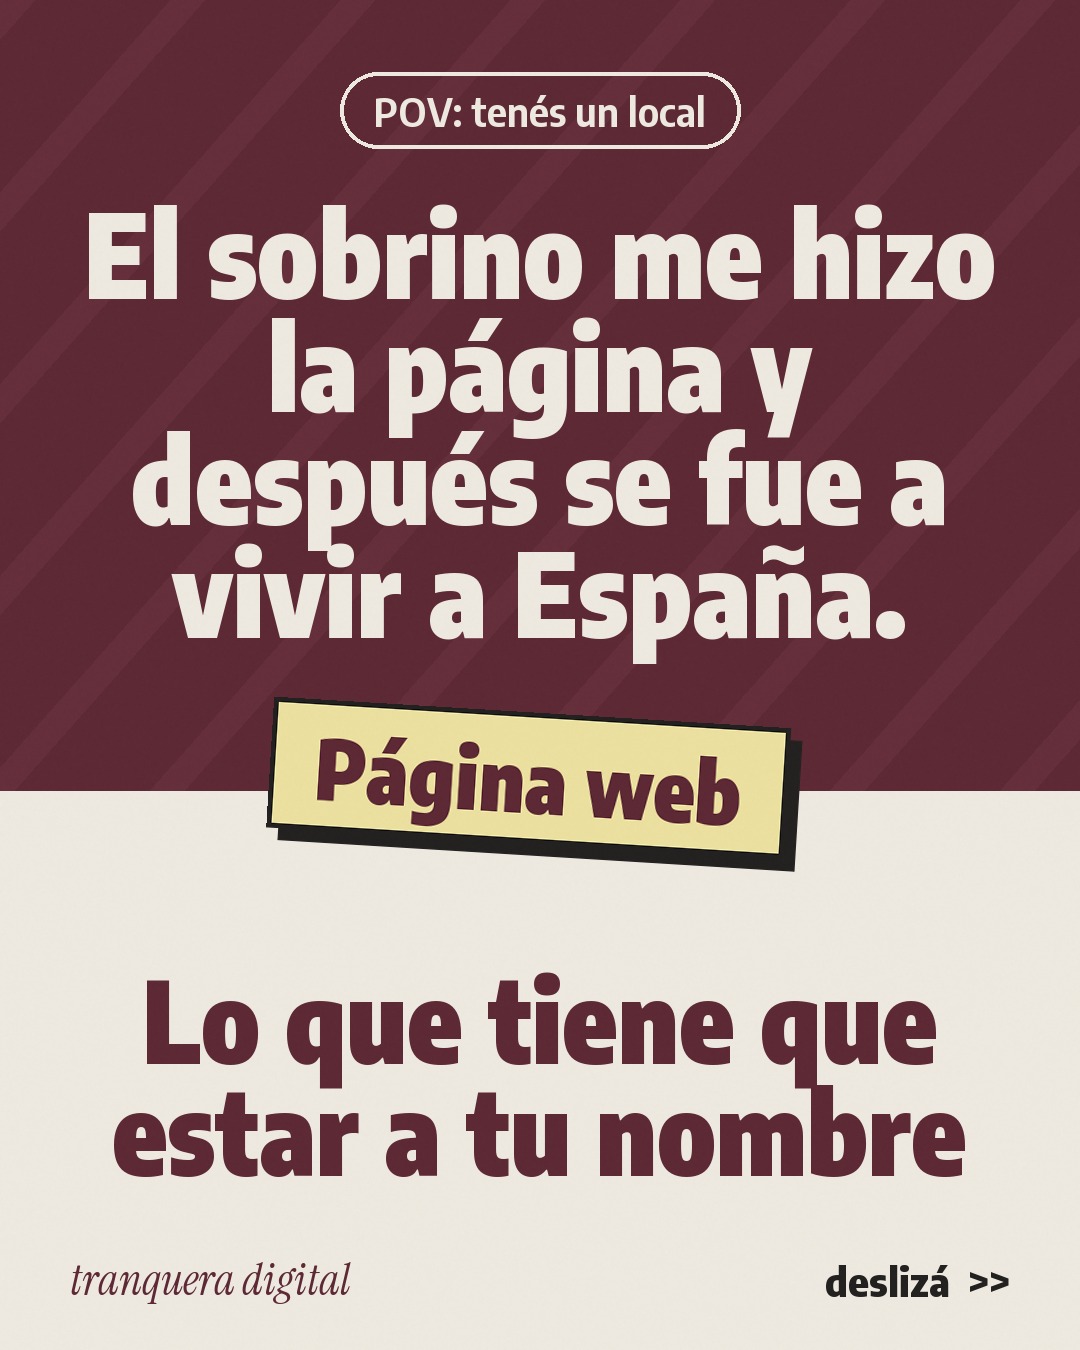 POV: tenés un local
El sobrino me hizo
la página y
después se fue a
vivir a España.
Página web
Lo que tiene que
estar a tu nombre
tranquera digital
deslizá >>